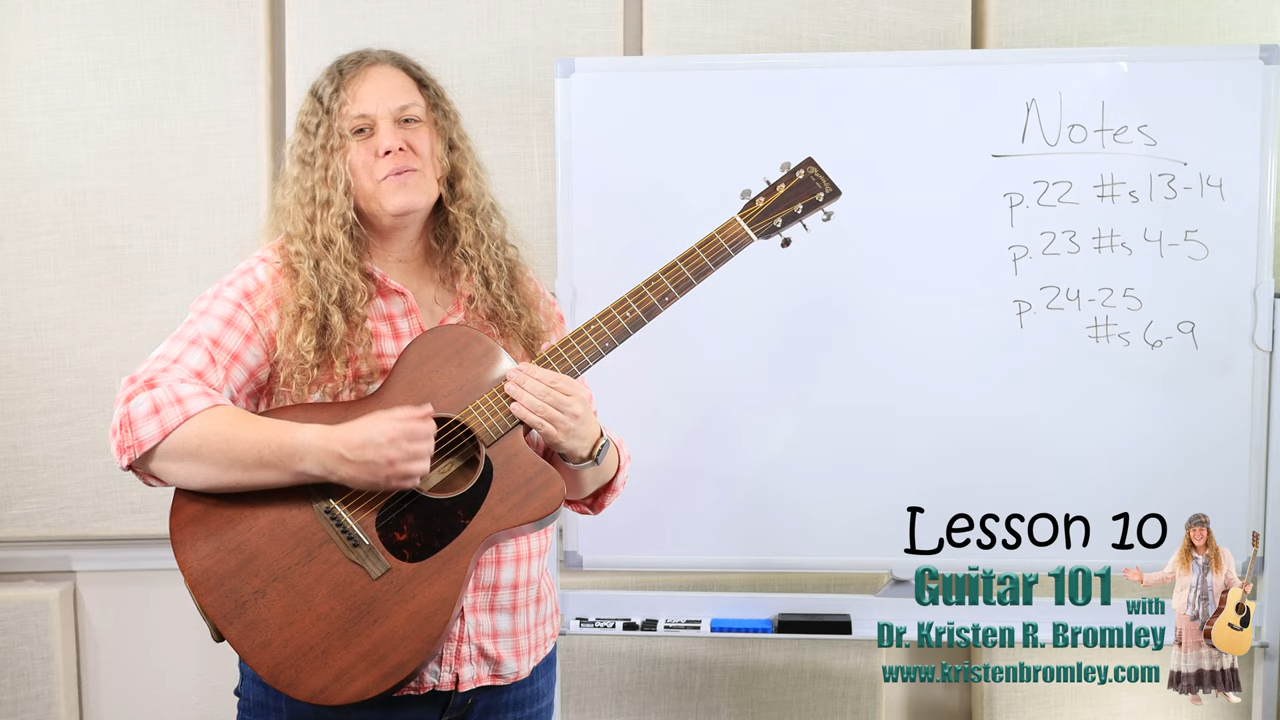 Notes
p.22 #s 13-14
p.23 #s 4-5
p.24-25
#s 6-9
Lesson 10
Guitar 101
with
Dr. Kristen R. Bromley
www.kristenbromley.com